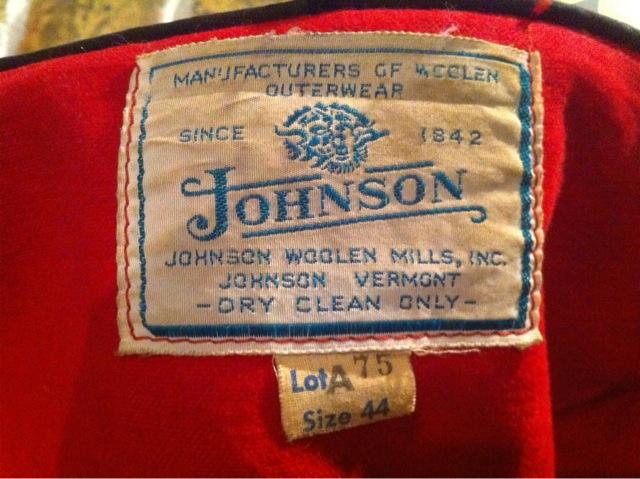 MANUFACTURERS OF WOOLEN
OUTERWEAR
SINCE 1842
JOHNSON
JOHNSON WOOLEN MILLS, INC.
JOHNSON VERMONT
-DRY CLEAN ONLY-
Lot A 75
Size 44